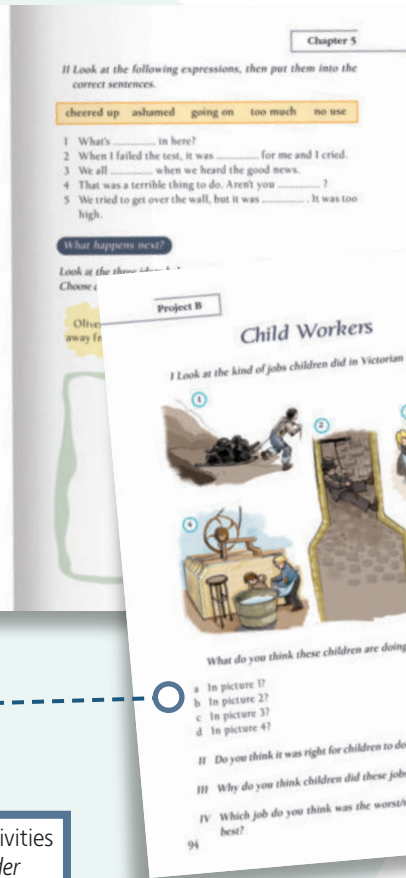 Chapter 5
II Look at the following expressions, then put them into the
correct sentences.
cheered up ashamed going on too much no use
1 What's ............ in here?
2 When I failed the test, it was ............ for me and I cried.
3 We all ............ when we heard the good news.
4 That was a terrible thing to do. Aren't you ............ ?
5 We tried to get over the wall, but it was ............ . It was too
high.
What happens next?
Look at the three
Choose
Olive
away
Project B
Child Workers
I Look at the kind of jobs children did in Victorian
1
2
4
What do you think these children are doing
a In picture 1?
b In picture 2?
c In picture 3?
d In picture 4?
II Do you think it was right for children to do
III Why do you think children did these jobs
IV Which job do you think was the worst/
best?
94
ivities
der